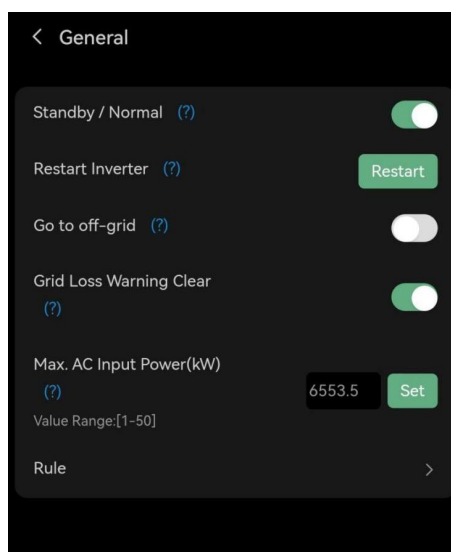 General
Standby / Normal (?)
Restart Inverter (?)
Restart
Go to off-grid (?)
Grid Loss Warning Clear
(?)
Max. AC Input Power(kW)
(?)
6553.5
Set
Value Range:[1-50]
Rule